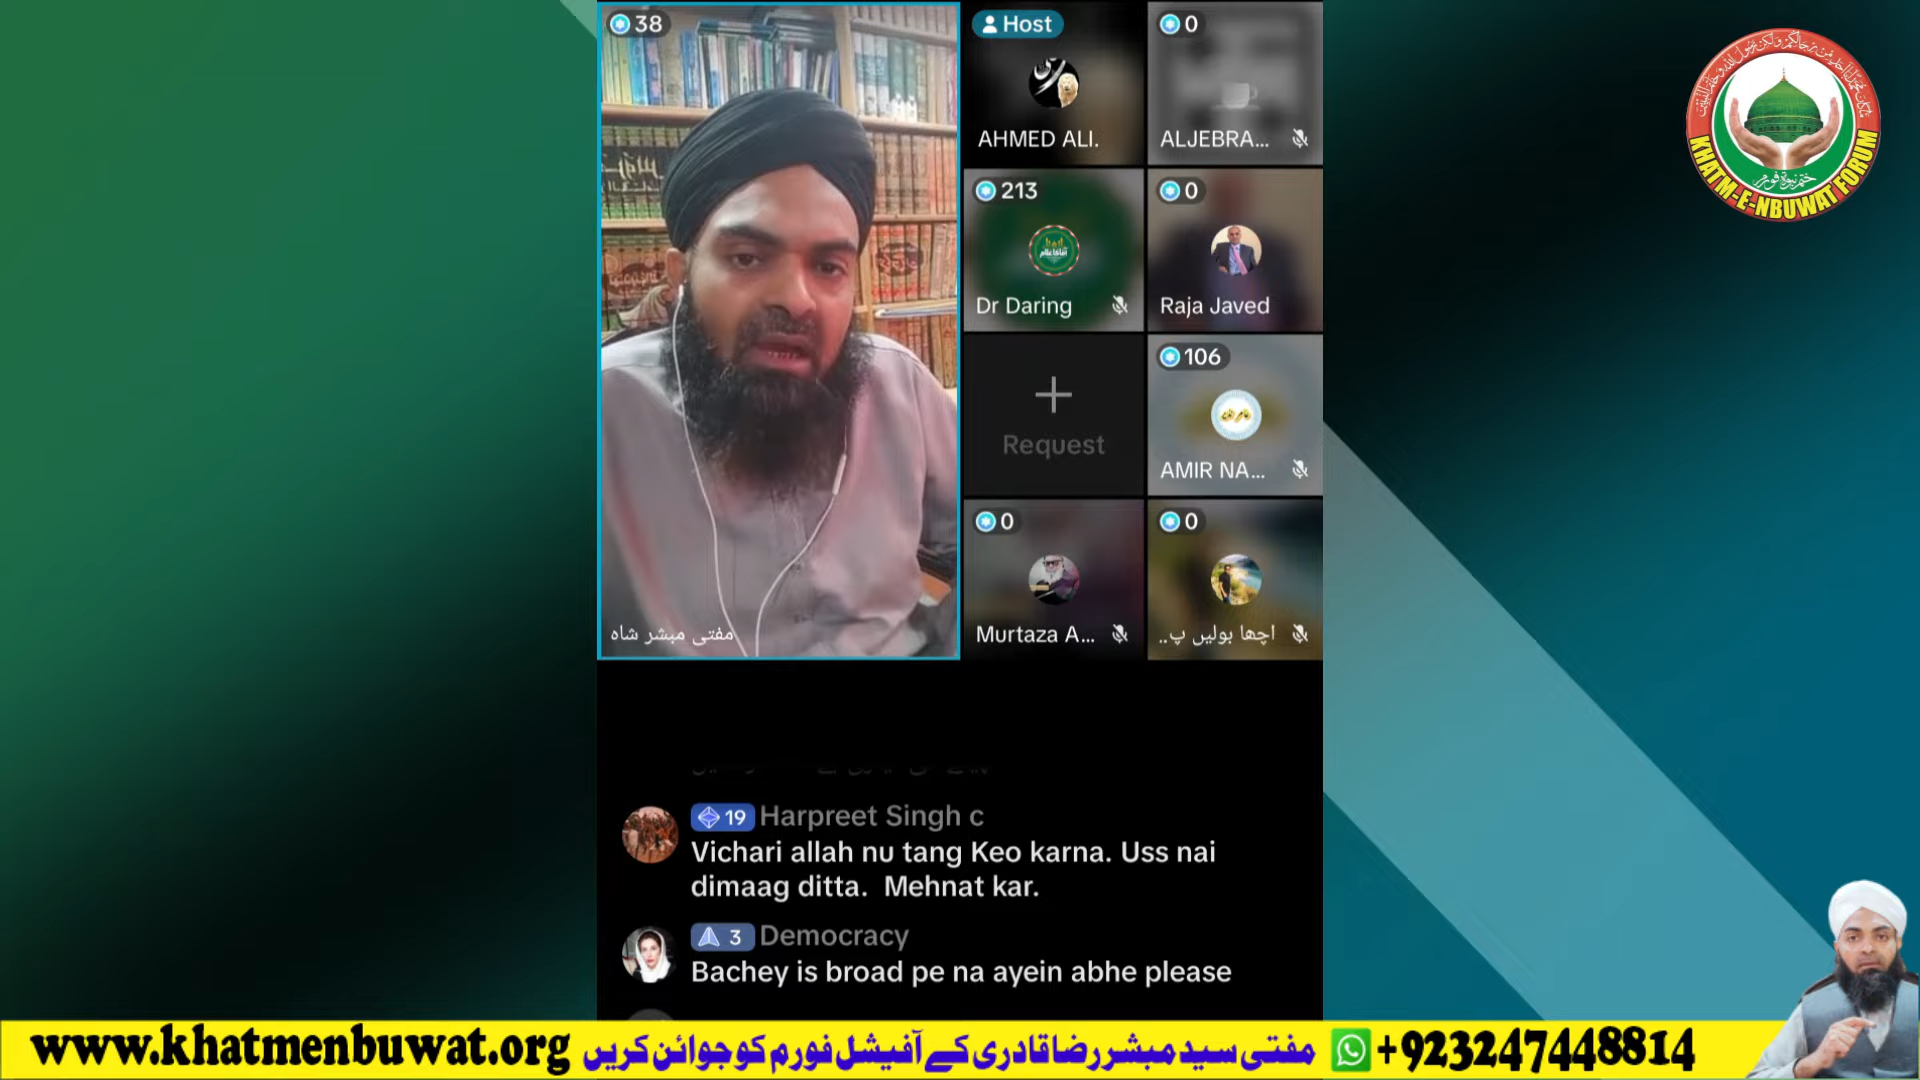 38
Host
AHMED ALI.
0
ALJEBRA...
213
Dr Daring
0
Raja Javed
Request
106
AMIR NA...
0
Murtaza A...
0
اچھا بولیں پ..
مفتی مبشر شاہ
19 Harpreet Singh c
Vichari allah nu tang Keo karna. Uss nai
dimaag ditta. Mehnat kar.
3 Democracy
Bachey is broad pe na ayein abhe please
KHATM-E-NBUWAT FORUM
ختم نبوة فورم
www.khatmenbuwat.org مفتی سید مبشر رضا قادری کے آفیشل فورم کو جوائن کریں +923247448814